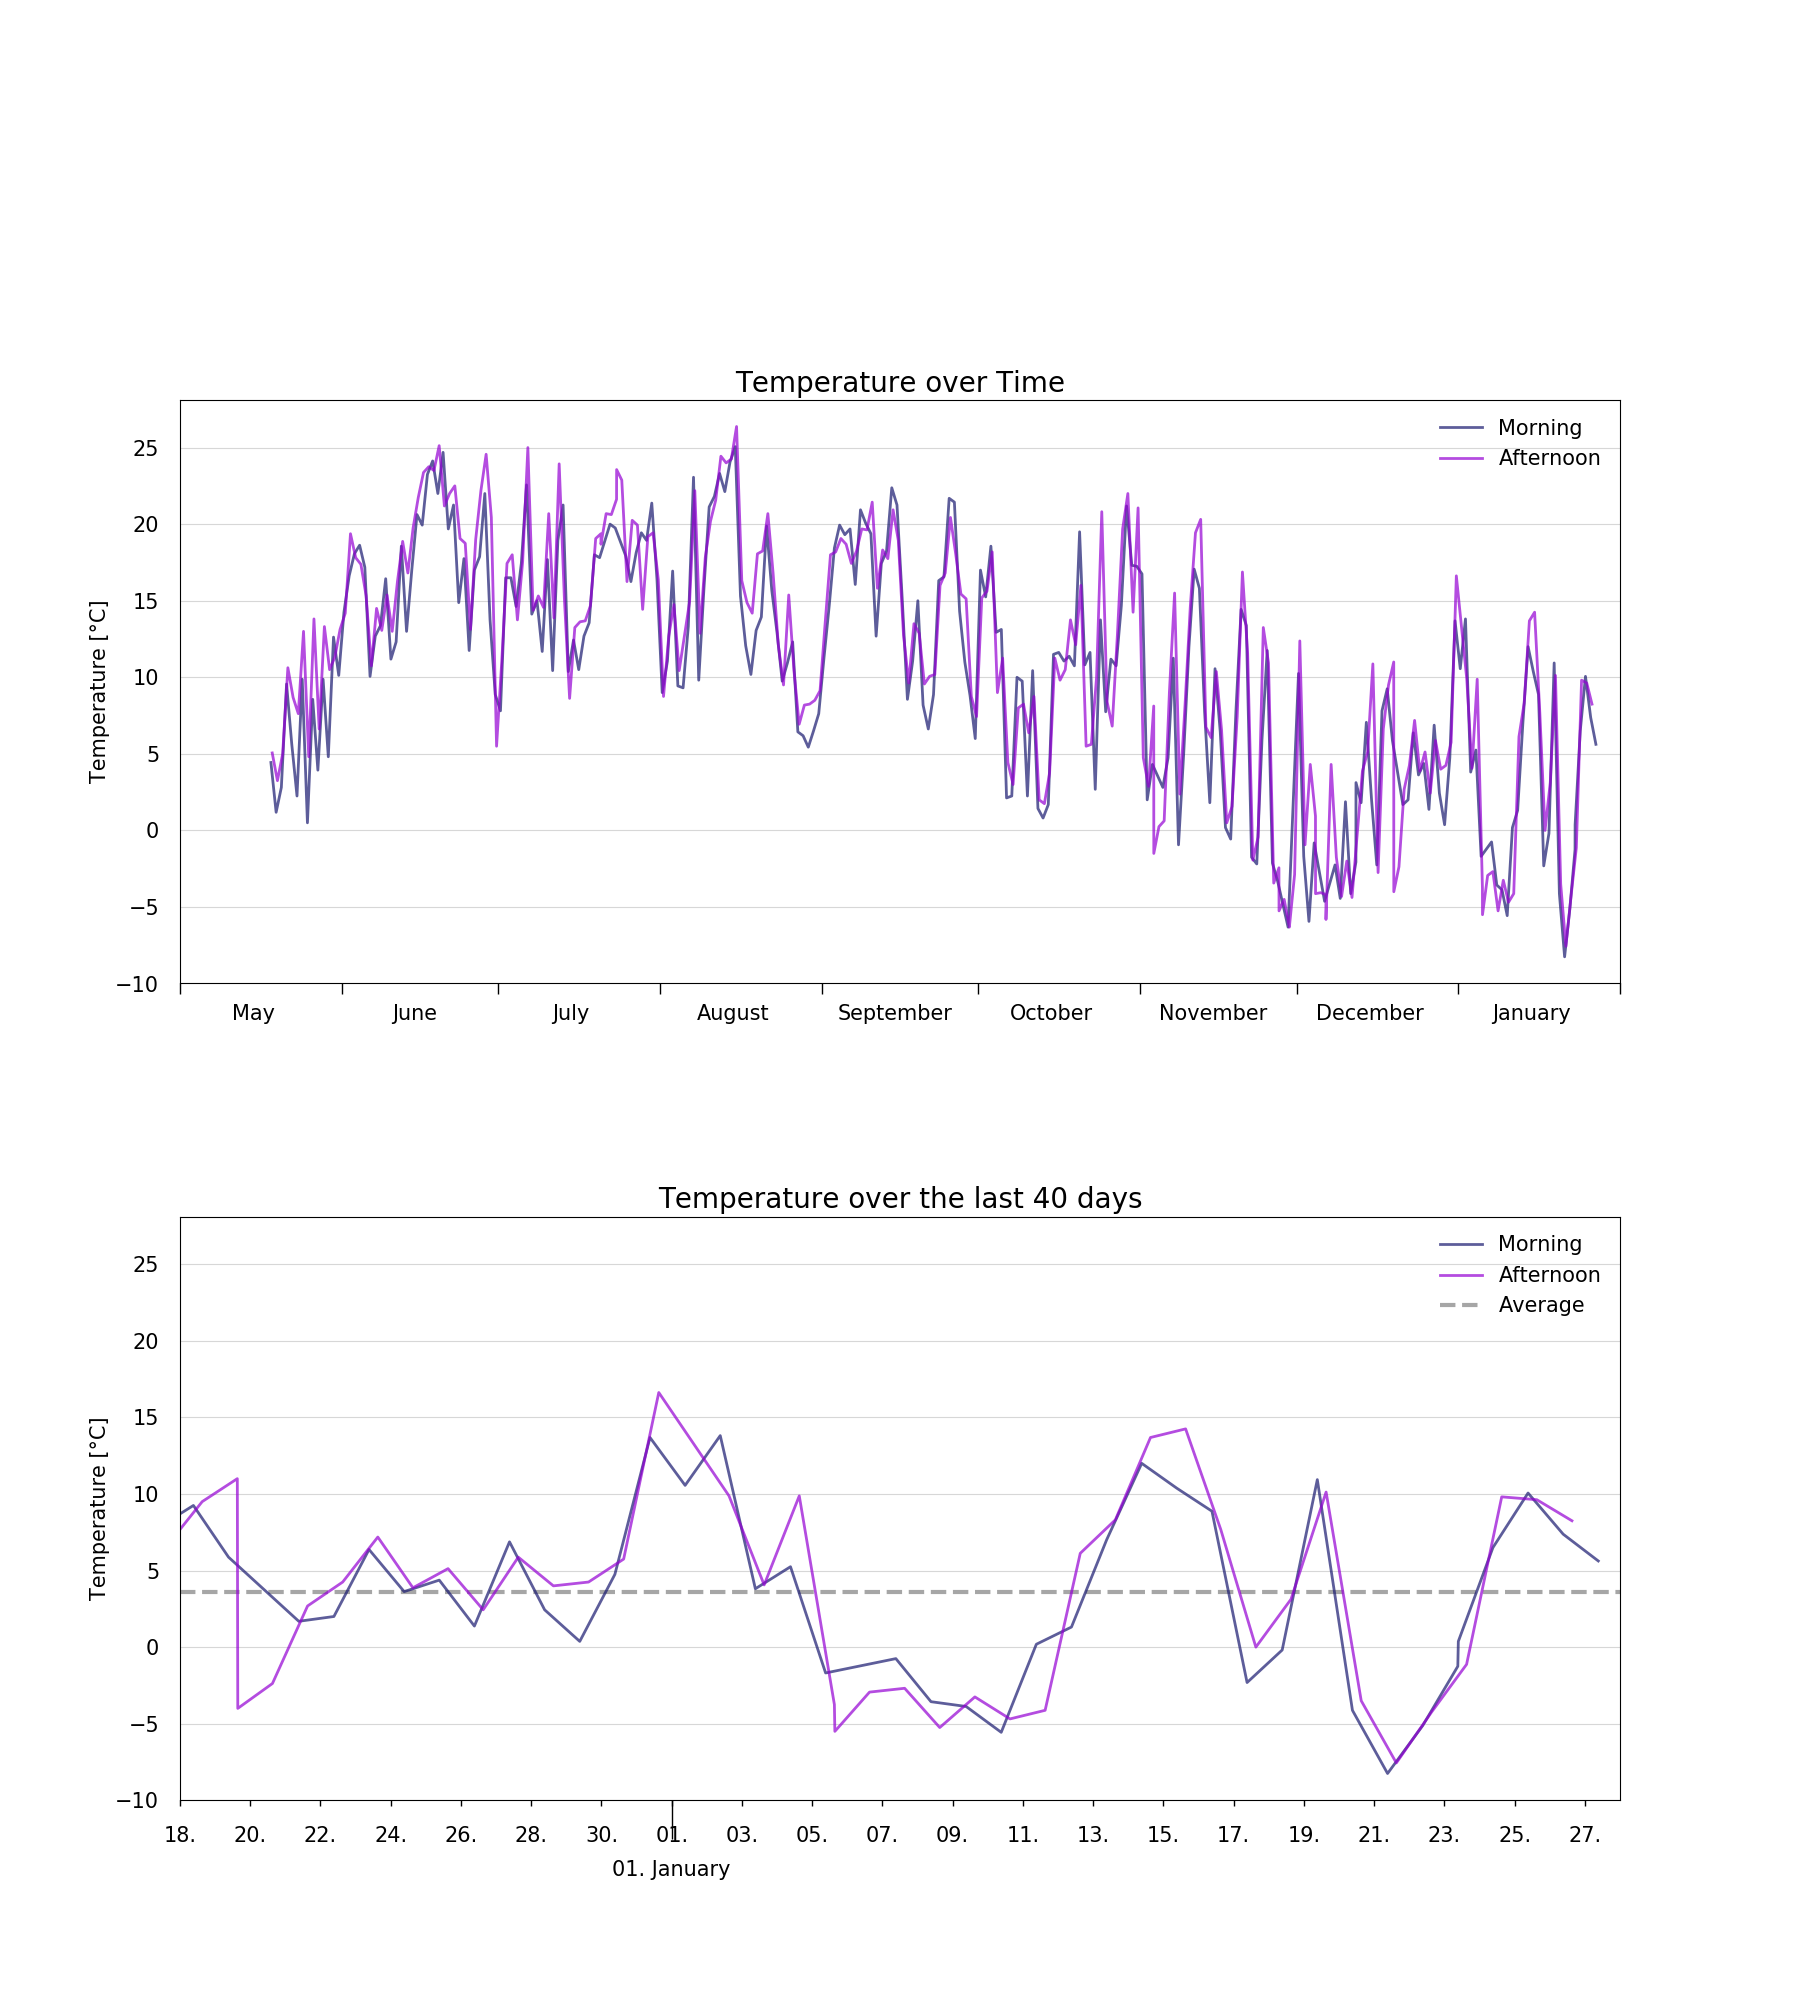 Temperature over Time
Morning
Afternoon
25
20
15
10
5
0
−5
−10
Temperature [°C]
May June July August September October November December January
Temperature over the last 40 days
Morning
Afternoon
Average
25
20
15
10
5
0
−5
−10
Temperature [°C]
18. 20. 22. 24. 26. 28. 30. 01. 03. 05. 07. 09. 11. 13. 15. 17. 19. 21. 23. 25. 27.
01. January